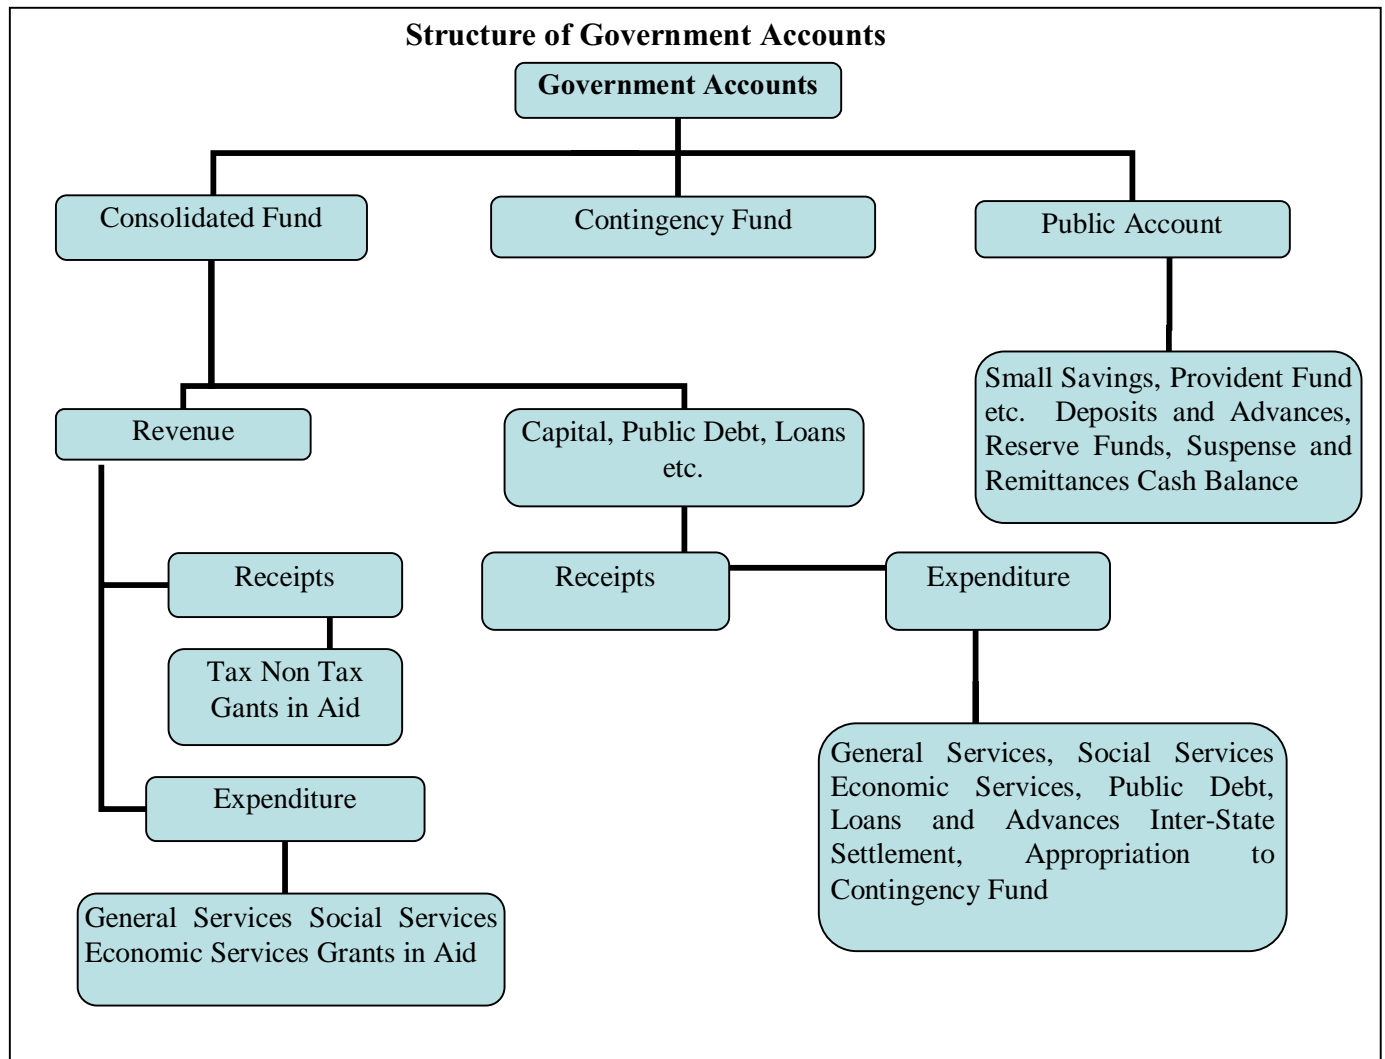 Structure of Government Accounts
Government Accounts
Consolidated Fund
Contingency Fund
Public Account
Small Savings, Provident Fund
etc. Deposits and Advances,
Reserve Funds, Suspense and
Remittances Cash Balance
Revenue
Capital, Public Debt, Loans
etc.
Receipts
Tax Non Tax
Gants in Aid
Expenditure
General Services Social Services
Economic Services Grants in Aid
Receipts
Expenditure
General Services, Social Services
Economic Services, Public Debt,
Loans and Advances Inter-State
Settlement, Appropriation to
Contingency Fund